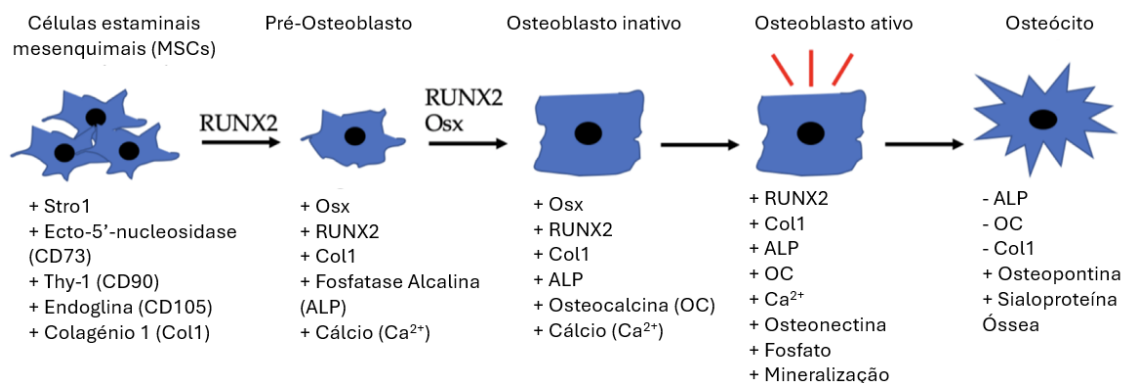 Células estaminais
mesenquimais (MSCs)
Pré-Osteoblasto
Osteoblasto inativo
Osteoblasto ativo
Osteócito
RUNX2
RUNX2
Osx
+ Stro1
+ Ecto-5’-nucleosidase
(CD73)
+ Thy-1 (CD90)
+ Endoglina (CD105)
+ Colagénio 1 (Col1)
+ Osx
+ RUNX2
+ Col1
+ Fosfatase Alcalina
(ALP)
+ Cálcio (Ca²⁺)
+ Osx
+ RUNX2
+ Col1
+ ALP
+ Osteocalcina (OC)
+ Cálcio (Ca²⁺)
+ RUNX2
+ Col1
+ ALP
+ OC
+ Ca²⁺
+ Osteonectina
+ Fosfato
+ Mineralização
- ALP
- OC
- Col1
+ Osteopontina
+ Sialoproteína
Óssea